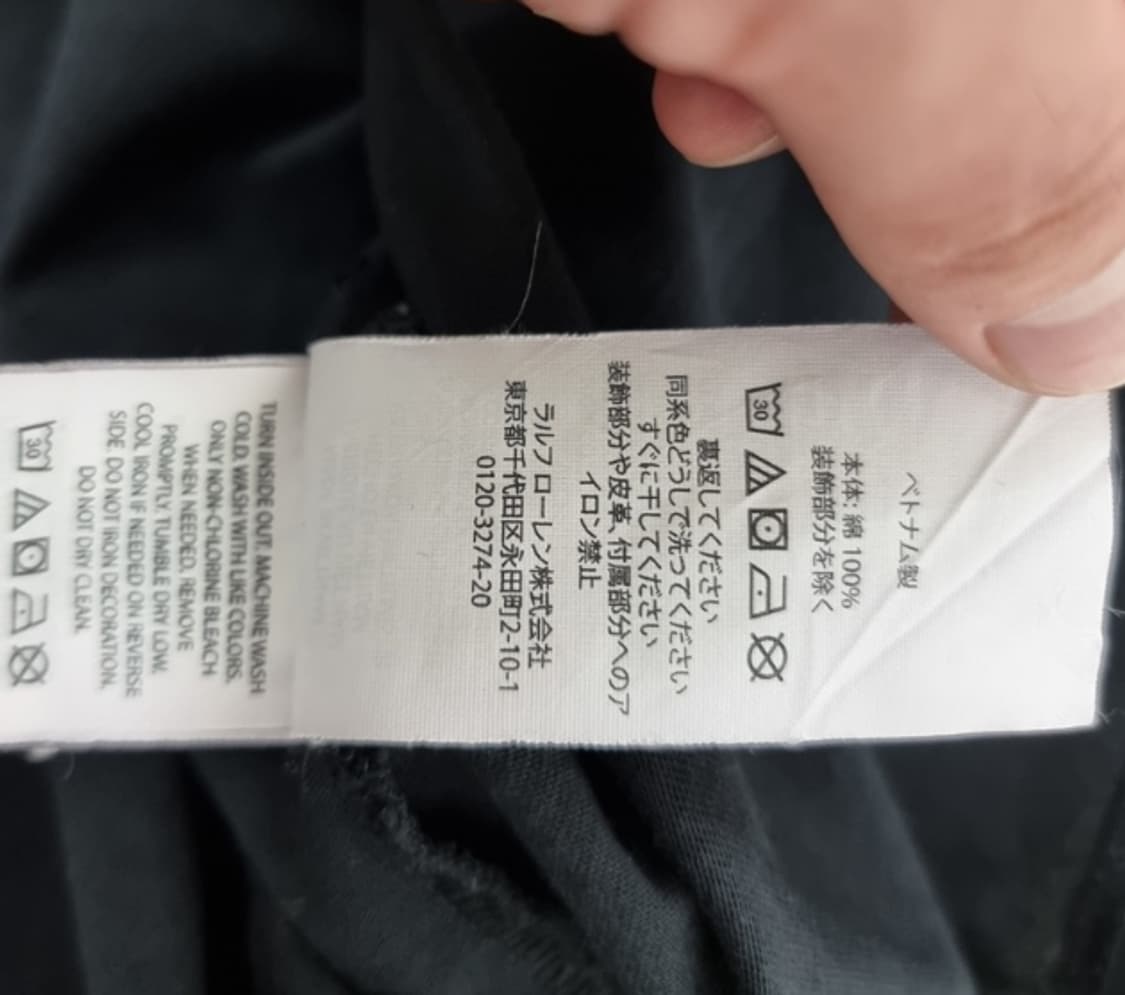 ベトナム製
本体: 綿 100%
装飾部分を除く
30
裏返してください
同系色どうしで洗ってください
すぐに干してください
装飾部分や皮革、付属部分へのア
イロン禁止
ラルフローレン株式会社
東京都千代田区永田町2-10-1
0120-3274-20
TURN INSIDE OUT. MACHINE WASH
COLD. WASH WITH LIKE COLORS.
ONLY NON-CHLORINE BLEACH
WHEN NEEDED. REMOVE
PROMPTLY. TUMBLE DRY LOW.
COOL IRON IF NEEDED ON REVERSE
SIDE. DO NOT IRON DECORATION.
DO NOT DRY CLEAN.
30